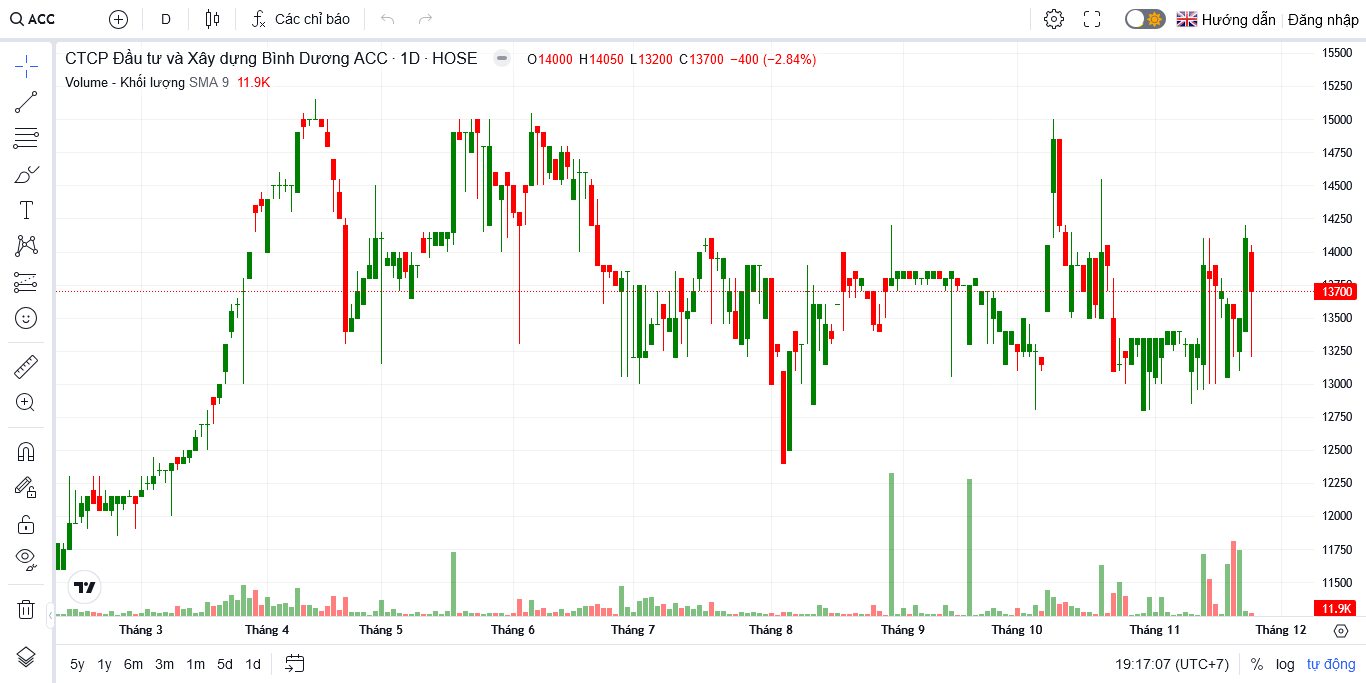 ACC D Các chỉ báo Hướng dẫn Đăng nhập
CTCP Đầu tư và Xây dựng Bình Dương ACC · 1D · HOSE O14000 H14050 L13200 C13700 −400 (−2.84%)
Volume - Khối lượng SMA 9 11.9K
15500
15250
15000
14750
14500
14250
14000
13700
13500
13250
13000
12750
12500
12250
12000
11750
11500
11.9K
Tháng 3 Tháng 4 Tháng 5 Tháng 6 Tháng 7 Tháng 8 Tháng 9 Tháng 10 Tháng 11 Tháng 12
5y 1y 6m 3m 1m 5d 1d 19:17:07 (UTC+7) % log tự động